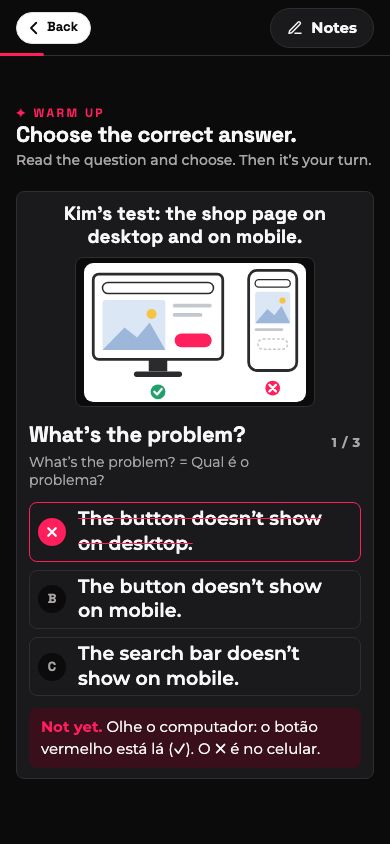 Back
Notes
✦ WARM UP
Choose the correct answer.
Read the question and choose. Then it's your turn.
Kim's test: the shop page on
desktop and on mobile.
What's the problem?
1 / 3
What's the problem? = Qual é o
problema?
The button doesn't show
on desktop.
B
The button doesn't show
on mobile.
C
The search bar doesn't
show on mobile.
Not yet. Olhe o computador: o botão
vermelho está lá (✓). O ✕ é no celular.